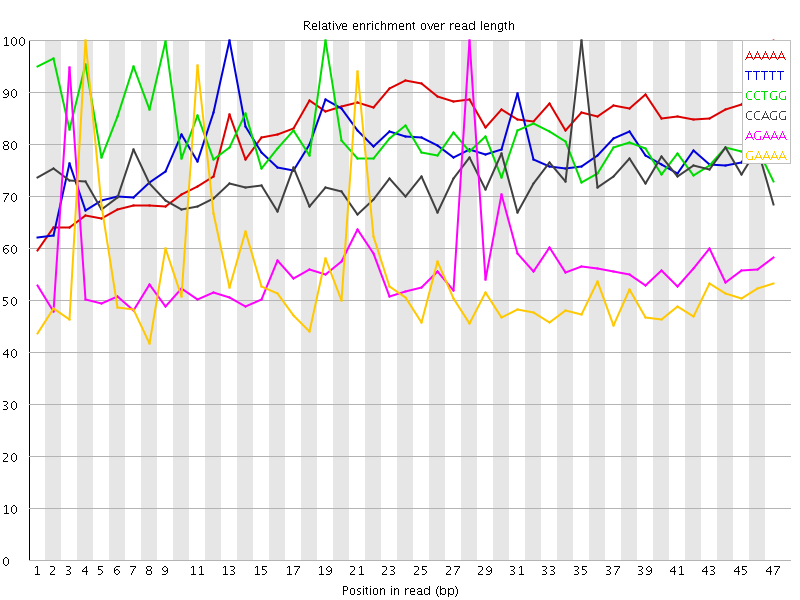 Relative enrichment over read length
100
90
80
70
60
50
40
30
20
10
0
AAAAA
TTTTT
CCTGG
CCAGG
AGAAA
GAAAA
1 2 3 4 5 6 7 8 9 11 13 15 17 19 21 23 25 27 29 31 33 35 37 39 41 43 45 47
Position in read (bp)